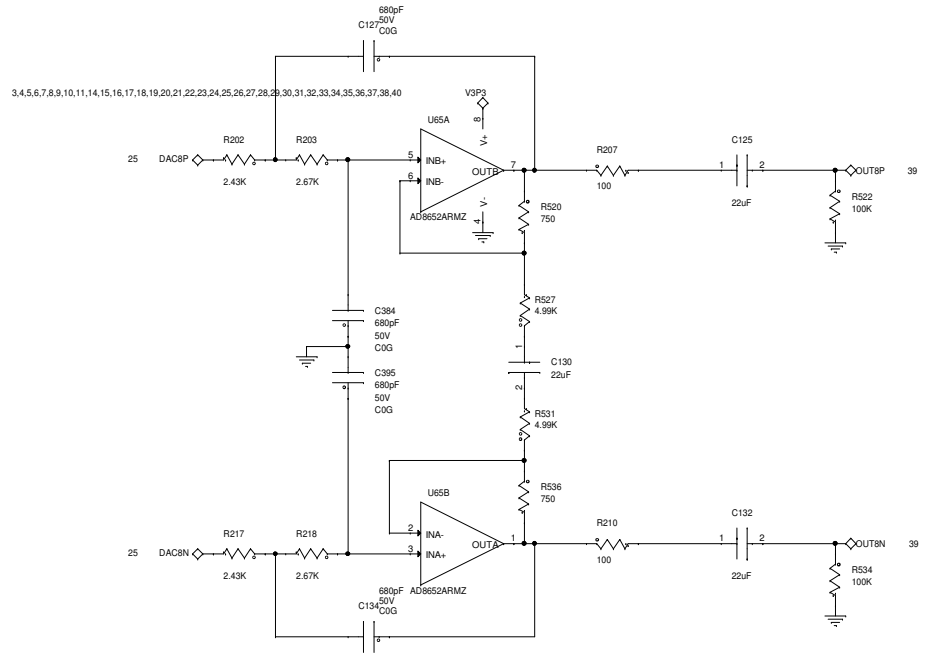 680pF
C127 50V
C0G
3,4,5,6,7,8,9,10,11,14,15,16,17,18,19,20,21,22,23,24,25,26,27,28,29,30,31,32,33,34,35,36,37,38,40
V3P3
8
V+
U65A
25 DAC8P
R202
2.43K
R203
2.67K
5 INB+
6 INB-
OUTB 7
AD8652ARMZ
V-
4
R207
100
C125
1 2
22uF
OUT8P 39
R522
100K
R520
750
R527
4.99K
C384
680pF
50V
C0G
1
C130
22uF
2
C395
680pF
50V
C0G
R531
4.99K
U65B
R536
750
25 DAC8N
R217
2.43K
R218
2.67K
2 INA-
3 INA+
OUTA 1
AD8652ARMZ
R210
100
C132
1 2
22uF
OUT8N 39
R534
100K
680pF
C134 50V
C0G